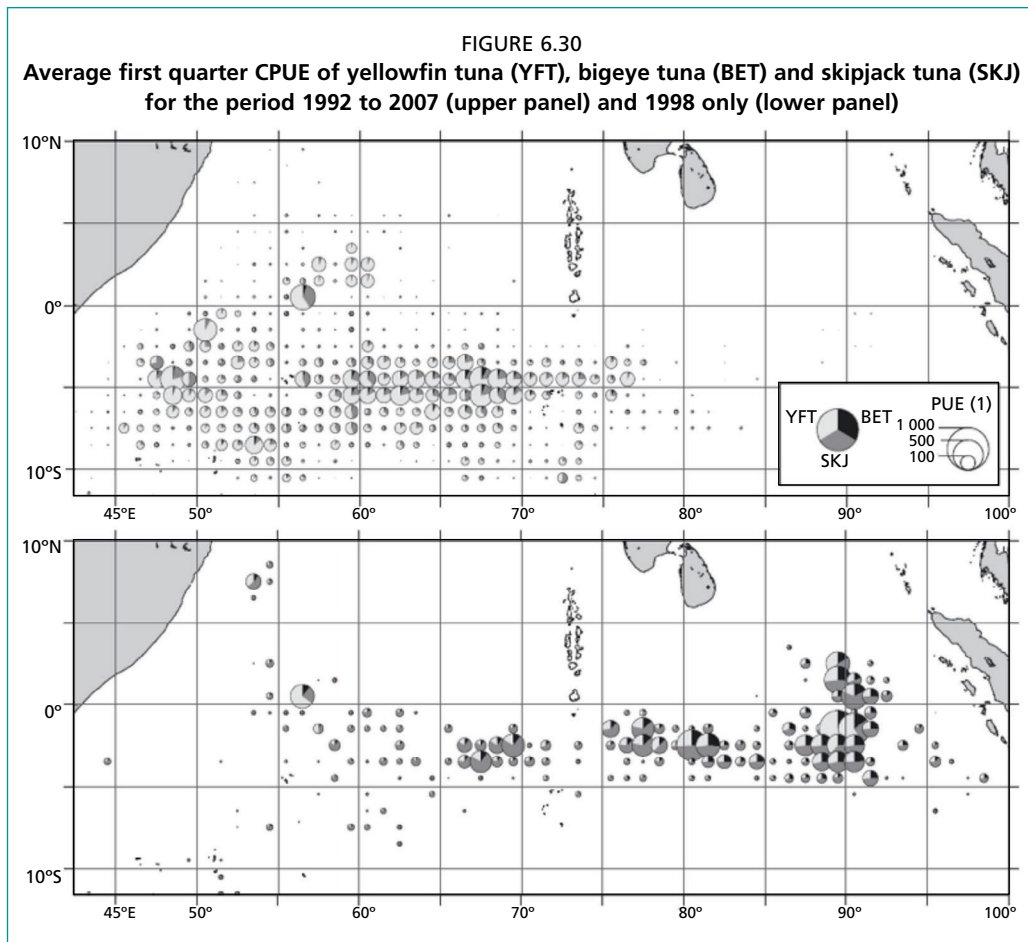 FIGURE 6.30
Average first quarter CPUE of yellowfin tuna (YFT), bigeye tuna (BET) and skipjack tuna (SKJ)
for the period 1992 to 2007 (upper panel) and 1998 only (lower panel)
10°N
0°
10°S
YFT BET
SKJ
PUE (1)
1 000
500
100
45°E 50° 60° 70° 80° 90° 100°
10°N
0°
10°S
45°E 50° 60° 70° 80° 90° 100°